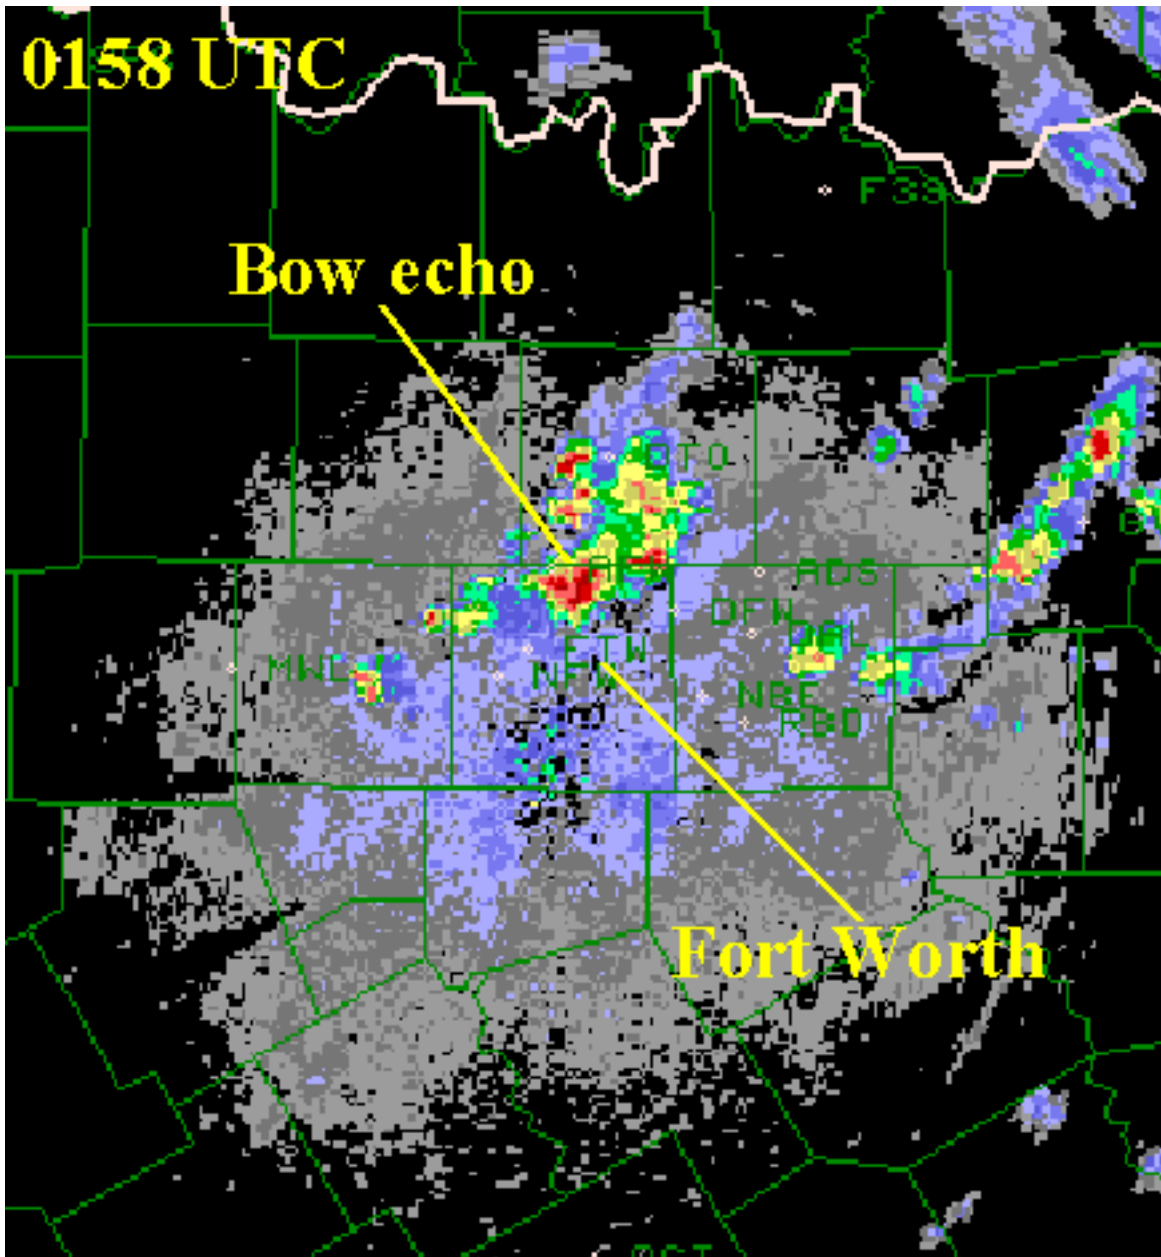 0158 UTC
F39
Bow echo
DTO
ADS
DFW
DAL
FTW
MWL
NFW
NBE
RBD
Fort Worth